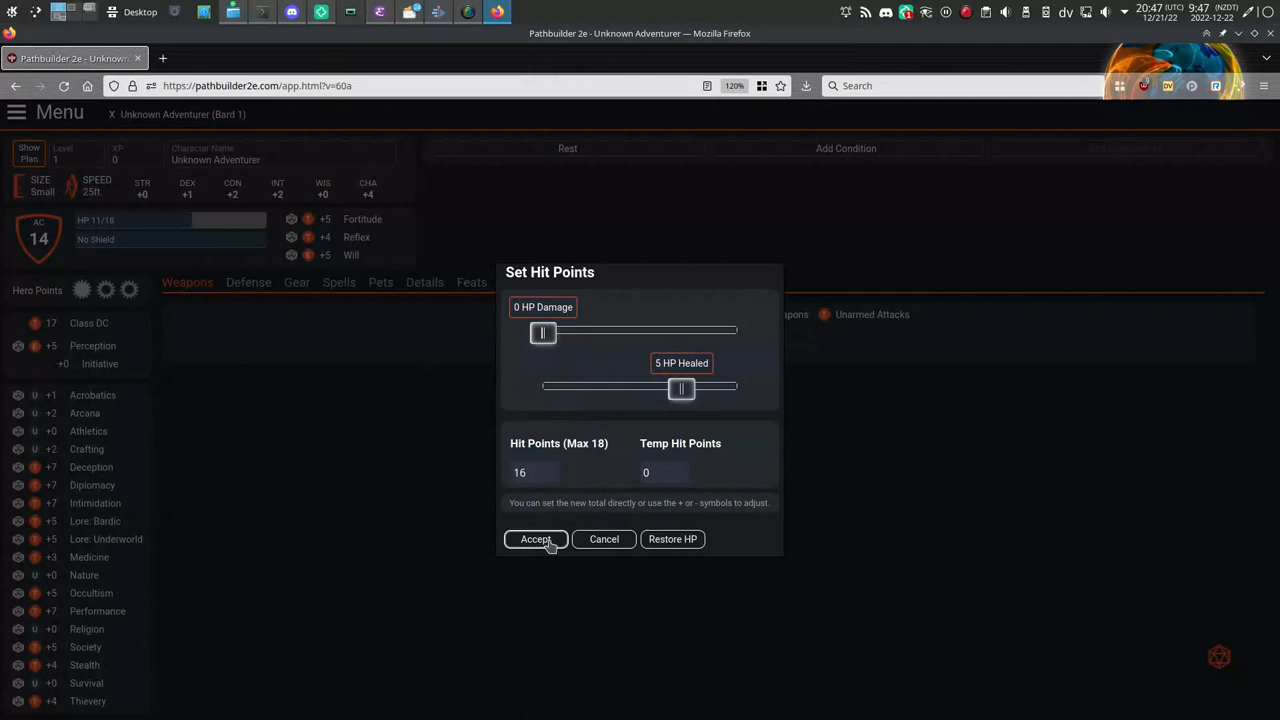 Desktop
1
9
dv
20:47 9:47 (NZDT)
12/21/22 2022-12-22
Pathbuilder 2e - Unknown Adventurer — Mozilla Firefox
Pathbuilder 2e - Unknown
https://pathbuilder2e.com/app.html?v=60a
120%
Search
DV
Menu
X Unknown Adventurer (Bard 1)
Show Plan
Level
1
XP
0
Character Name
Unknown Adventurer
Rest
Add Condition
SIZE
Small
SPEED
25ft.
STR
+0
DEX
+1
CON
+2
INT
+2
WIS
+0
CHA
+4
AC
14
HP 11/18
No Shield
T +5 Fortitude
T +4 Reflex
E +5 Will
Hero Points
Weapons Defense Gear Spells Pets Details Feats
T 17 Class DC
E +5 Perception
+0 Initiative
U +1 Acrobatics
U +2 Arcana
U +0 Athletics
U +2 Crafting
T +7 Deception
T +7 Diplomacy
T +7 Intimidation
T +5 Lore: Bardic
T +5 Lore: Underworld
T +3 Medicine
U +0 Nature
T +5 Occultism
T +7 Performance
U +0 Religion
T +5 Society
T +4 Stealth
U +0 Survival
T +4 Thievery
apons T Unarmed Attacks
Set Hit Points
0 HP Damage
5 HP Healed
Hit Points (Max 18) Temp Hit Points
16 0
You can set the new total directly or use the + or - symbols to adjust.
Accept Cancel Restore HP